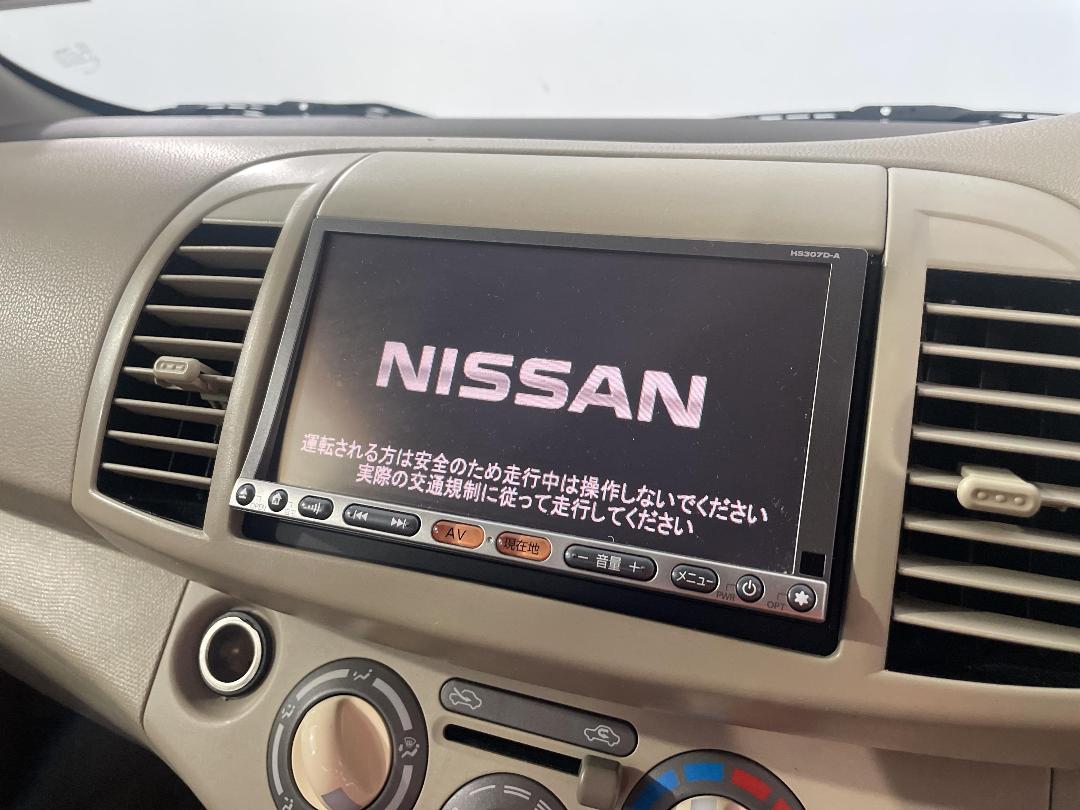 HS307D-A
NISSAN
運転される方は安全のため走行中は操作しないでください
実際の交通規制に従って走行してください
AV
現在地
− 音量 +
メニュー
PWR
OPT